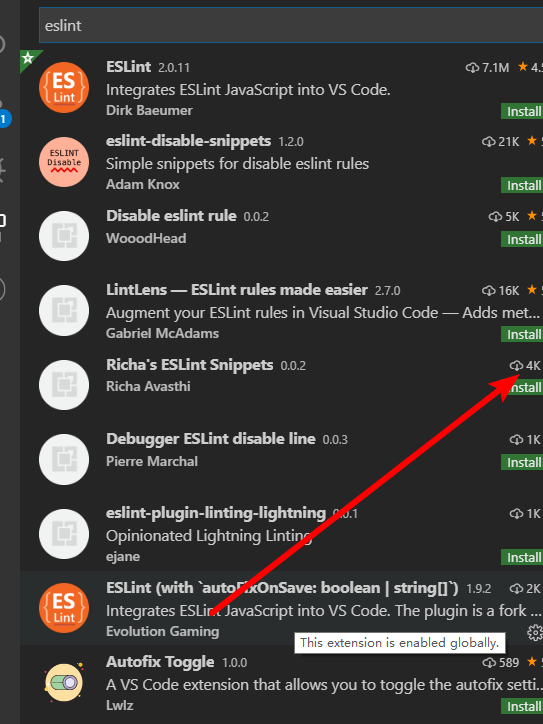 eslint
ESLint 2.0.11 7.1M ★ 4.
Integrates ESLint JavaScript into VS Code.
Dirk Baeumer
Install
eslint-disable-snippets 1.2.0 21K ★ 5
Simple snippets for disable eslint rules
Adam Knox
Install
Disable eslint rule 0.0.2 5K ★ 5
WooodHead
Install
LintLens — ESLint rules made easier 2.7.0 16K ★ 5
Augment your ESLint rules in Visual Studio Code — Adds met...
Gabriel McAdams
Install
Richa's ESLint Snippets 0.0.2 4K
Richa Avasthi
Install
Debugger ESLint disable line 0.0.3 1K
Pierre Marchal
Install
eslint-plugin-linting-lightning 0.0.1 1K
Opinionated Lightning Linting
ejane
Install
ESLint (with `autoFixOnSave: boolean | string[]`) 1.9.2 2K
Integrates ESLint JavaScript into VS Code. The plugin is a fork ...
Evolution Gaming
This extension is enabled globally.
Autofix Toggle 1.0.0 589 ★ 5
A VS Code extension that allows you to toggle the autofix setti...
Lwlz
Install
ES
Lint
ESLINT
Disable
ES
Lint
1